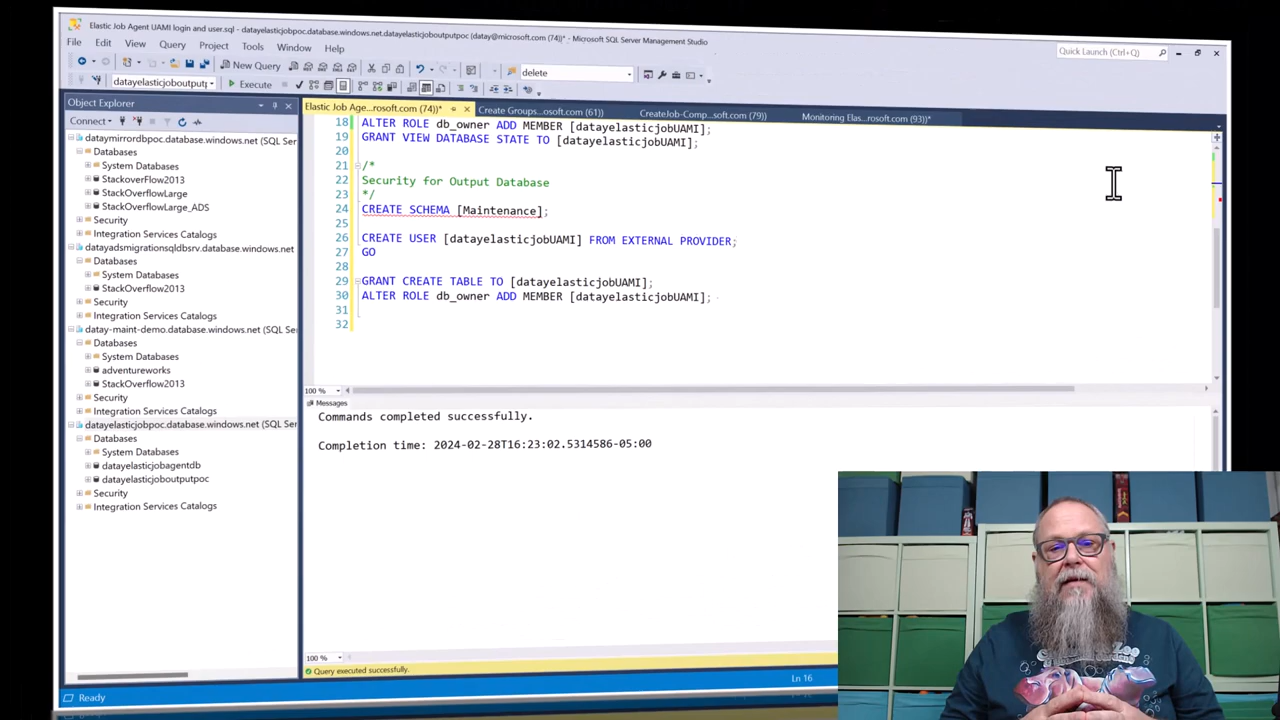 Elastic Job Agent UAMI login and user.sql - datayelasticjobpoc.database.windows.net.datayelasticjoboutputpoc (datay@microsoft.com (74))* - Microsoft SQL Server Management Studio
Quick Launch (Ctrl+Q)
File Edit View Query Project Tools Window Help
New Query
delete
datayelasticjoboutputp
Execute
Object Explorer
Connect
dataymirrordbpoc.database.windows.net (SQL Serv
Databases
System Databases
StackoverFlow2013
StackOverflowLarge
StackOverflowLarge_ADS
Security
Integration Services Catalogs
datayadsmigrationsqldbsrv.database.windows.net
Databases
System Databases
StackOverflow2013
Security
Integration Services Catalogs
datay-maint-demo.database.windows.net (SQL Ser
Databases
System Databases
adventureworks
StackOverflow2013
Security
Integration Services Catalogs
datayelasticjobpoc.database.windows.net (SQL Ser
Databases
System Databases
datayelasticjobagentdb
datayelasticjoboutputpoc
Security
Integration Services Catalogs
Elastic Job Age...rosoft.com (74))*
Create Groups...osoft.com (61))
CreateJob-Comp...soft.com (79))
Monitoring Elas...rosoft.com (93))*
18 ALTER ROLE db_owner ADD MEMBER [datayelasticjobUAMI];
19 GRANT VIEW DATABASE STATE TO [datayelasticjobUAMI];
20
21 /*
22 Security for Output Database
23 */
24 CREATE SCHEMA [Maintenance];
25
26 CREATE USER [datayelasticjobUAMI] FROM EXTERNAL PROVIDER;
27 GO
28
29 GRANT CREATE TABLE TO [datayelasticjobUAMI];
30 ALTER ROLE db_owner ADD MEMBER [datayelasticjobUAMI];
31
32
100 %
Messages
Commands completed successfully.
Completion time: 2024-02-28T16:23:02.5314586-05:00
100 %
Query executed successfully.
Ready
Ln 16